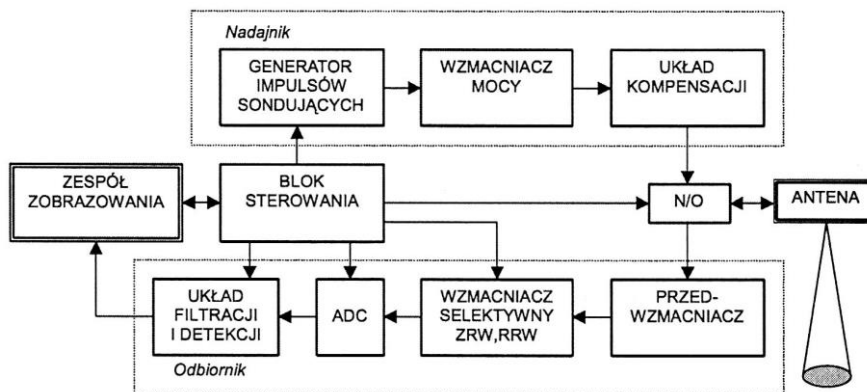 Nadajnik
GENERATOR
IMPULSÓW
SONDUJĄCYCH
WZMACNIACZ
MOCY
UKŁAD
KOMPENSACJI
ZESPÓŁ
ZOBRAZOWANIA
BLOK
STEROWANIA
N/O
ANTENA
UKŁAD
FILTRACJI
I DETEKCJI
ADC
WZMACNIACZ
SELEKTYWNY
ZRW,RRW
PRZED-
WZMACNIACZ
Odbiornik